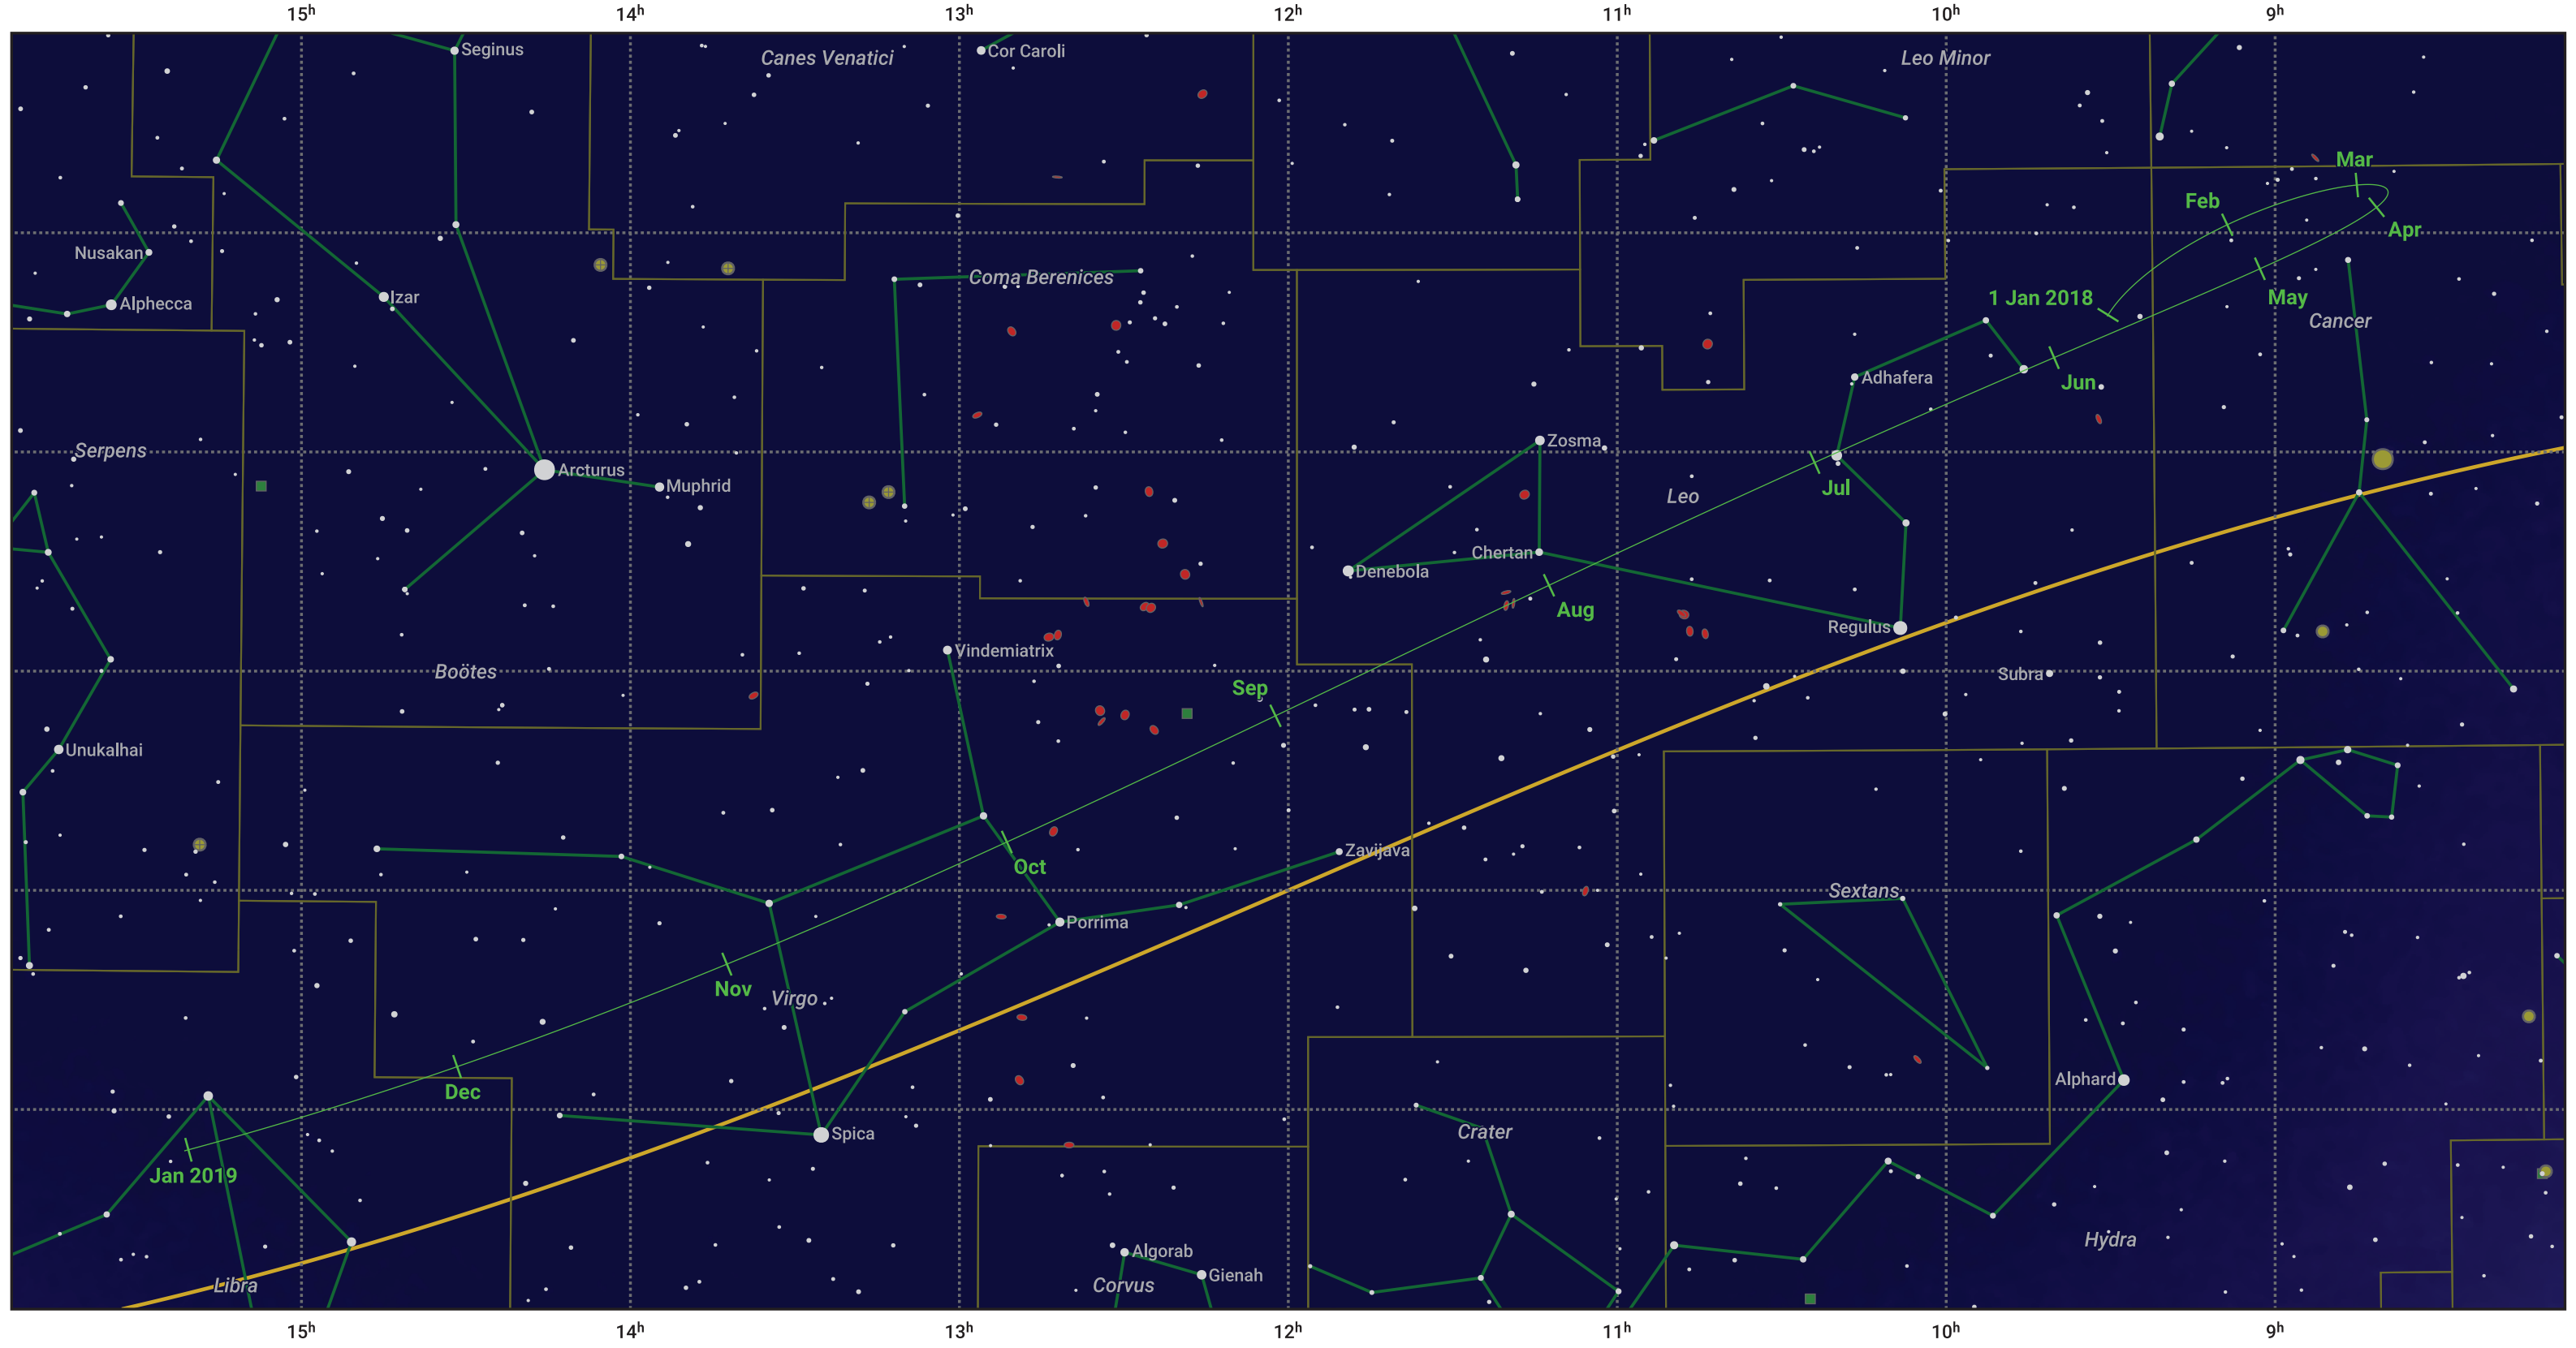 15h 14h 13h 12h 11h 10h 9h
Seginus
Canes Venatici
Cor Caroli
Leo Minor
Mar
Feb
Apr
Nusakan
Alphecca
Izar
Coma Berenices
1 Jan 2018
May
Cancer
Adhafera
Jun
Serpens
Arcturus
Muphrid
Zosma
Leo
Jul
Chertan
Denebola
Aug
Regulus
Vindemiatrix
Boötes
Subra
Sep
Unukalhai
Zavijava
Oct
Sextans
Porrima
Nov
Virgo
Dec
Alphard
Spica
Crater
Jan 2019
Hydra
Algorab
Gienah
Libra
Corvus
15h 14h 13h 12h 11h 10h 9h